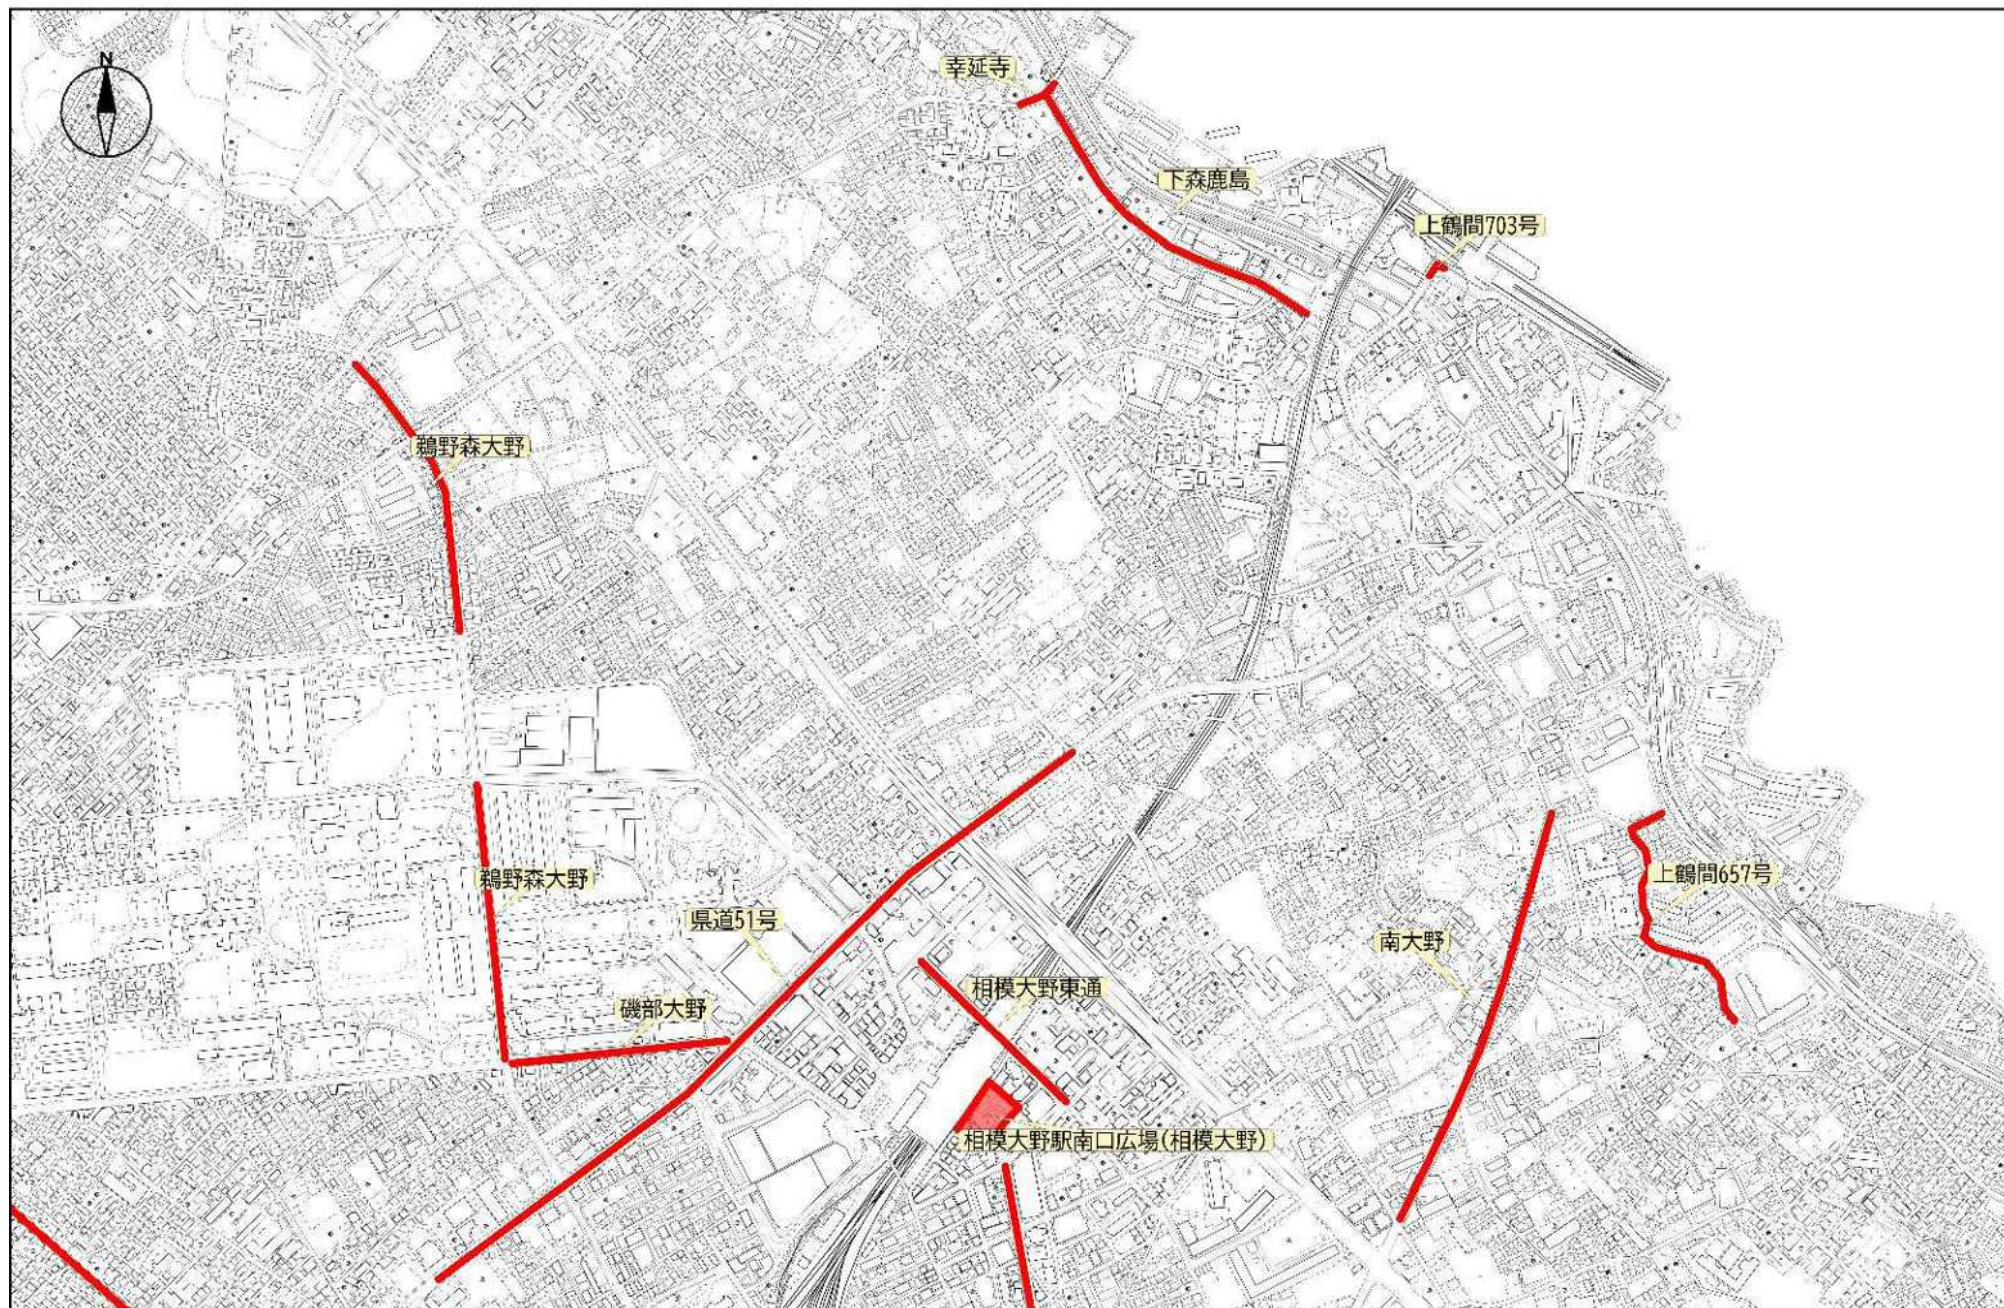 N
幸延寺
下森鹿島
上鶴間703号
鵜野森大野
鵜野森大野
上鶴間657号
県道51号
南大野
相模大野東通
磯部大野
相模大野駅南口広場(相模大野)